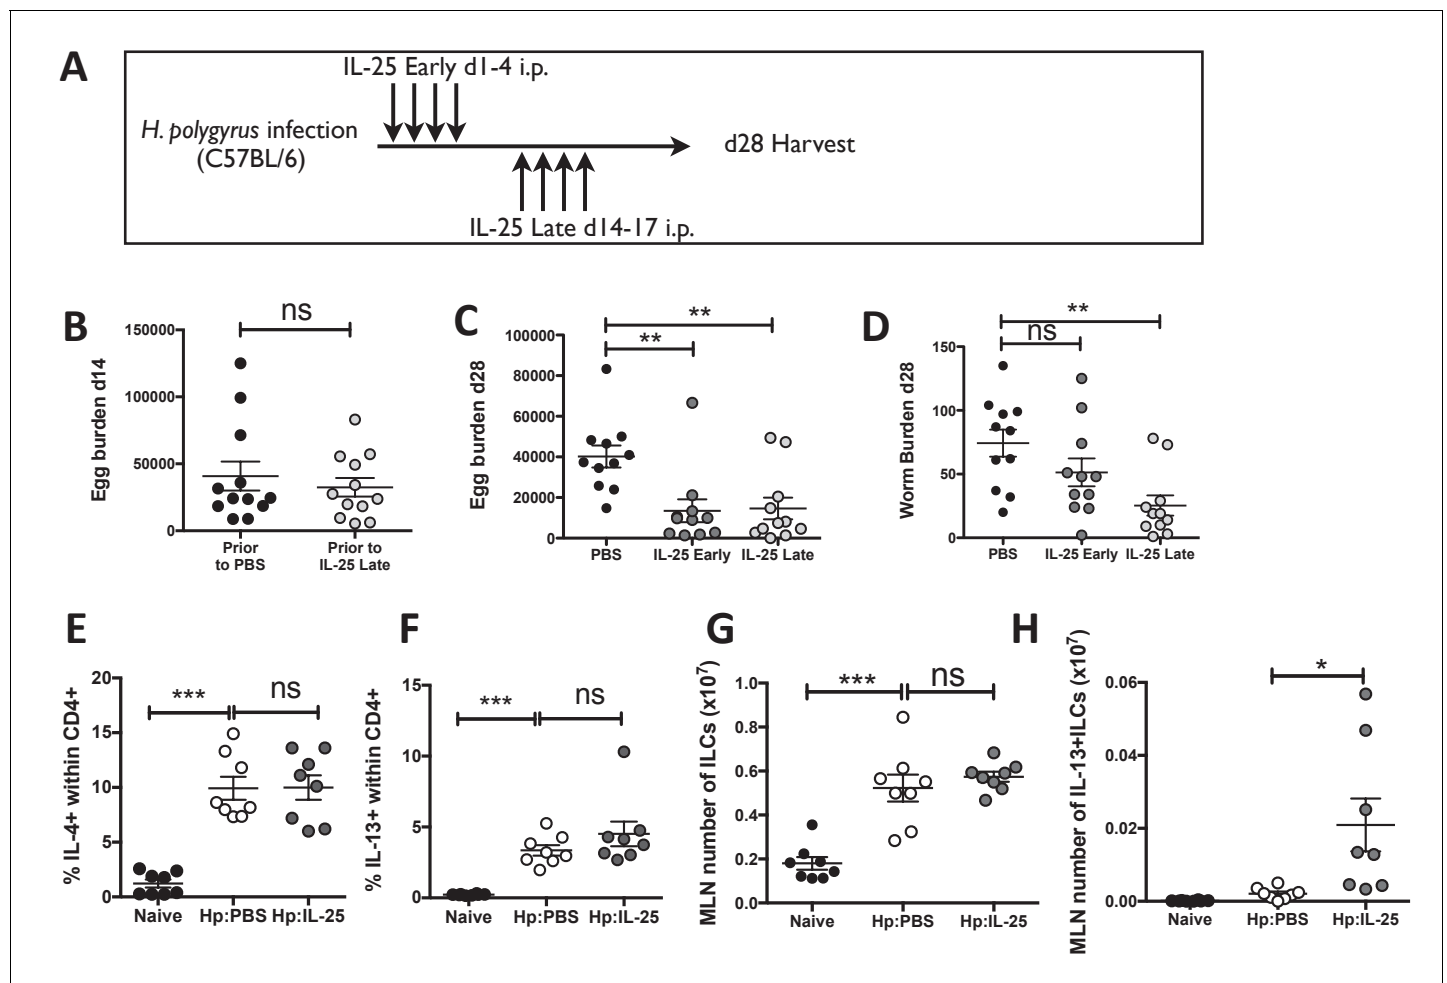 A
IL-25 Early d1-4 i.p.
H. polygyrus infection
(C57BL/6)
d28 Harvest
IL-25 Late d14-17 i.p.
B
ns
Egg burden d14
150000
100000
50000
0
Prior
to PBS
Prior to
IL-25 Late
C
**
**
Egg burden d28
100000
80000
60000
40000
20000
0
PBS
IL-25 Early
IL-25 Late
D
**
ns
Worm Burden d28
150
100
50
0
PBS
IL-25 Early
IL-25 Late
E
***
ns
% IL-4+ within CD4+
20
15
10
5
0
Naive
Hp:PBS
Hp:IL-25
F
***
ns
% IL-13+ within CD4+
15
10
5
0
Naive
Hp:PBS
Hp:IL-25
G
***
ns
MLN number of ILCs (x10⁷)
1.0
0.8
0.6
0.4
0.2
0.0
Naive
Hp:PBS
Hp:IL-25
H
*
MLN number of IL-13+ILCs (x10⁷)
0.06
0.04
0.02
0.00
Naive
Hp:PBS
Hp:IL-25